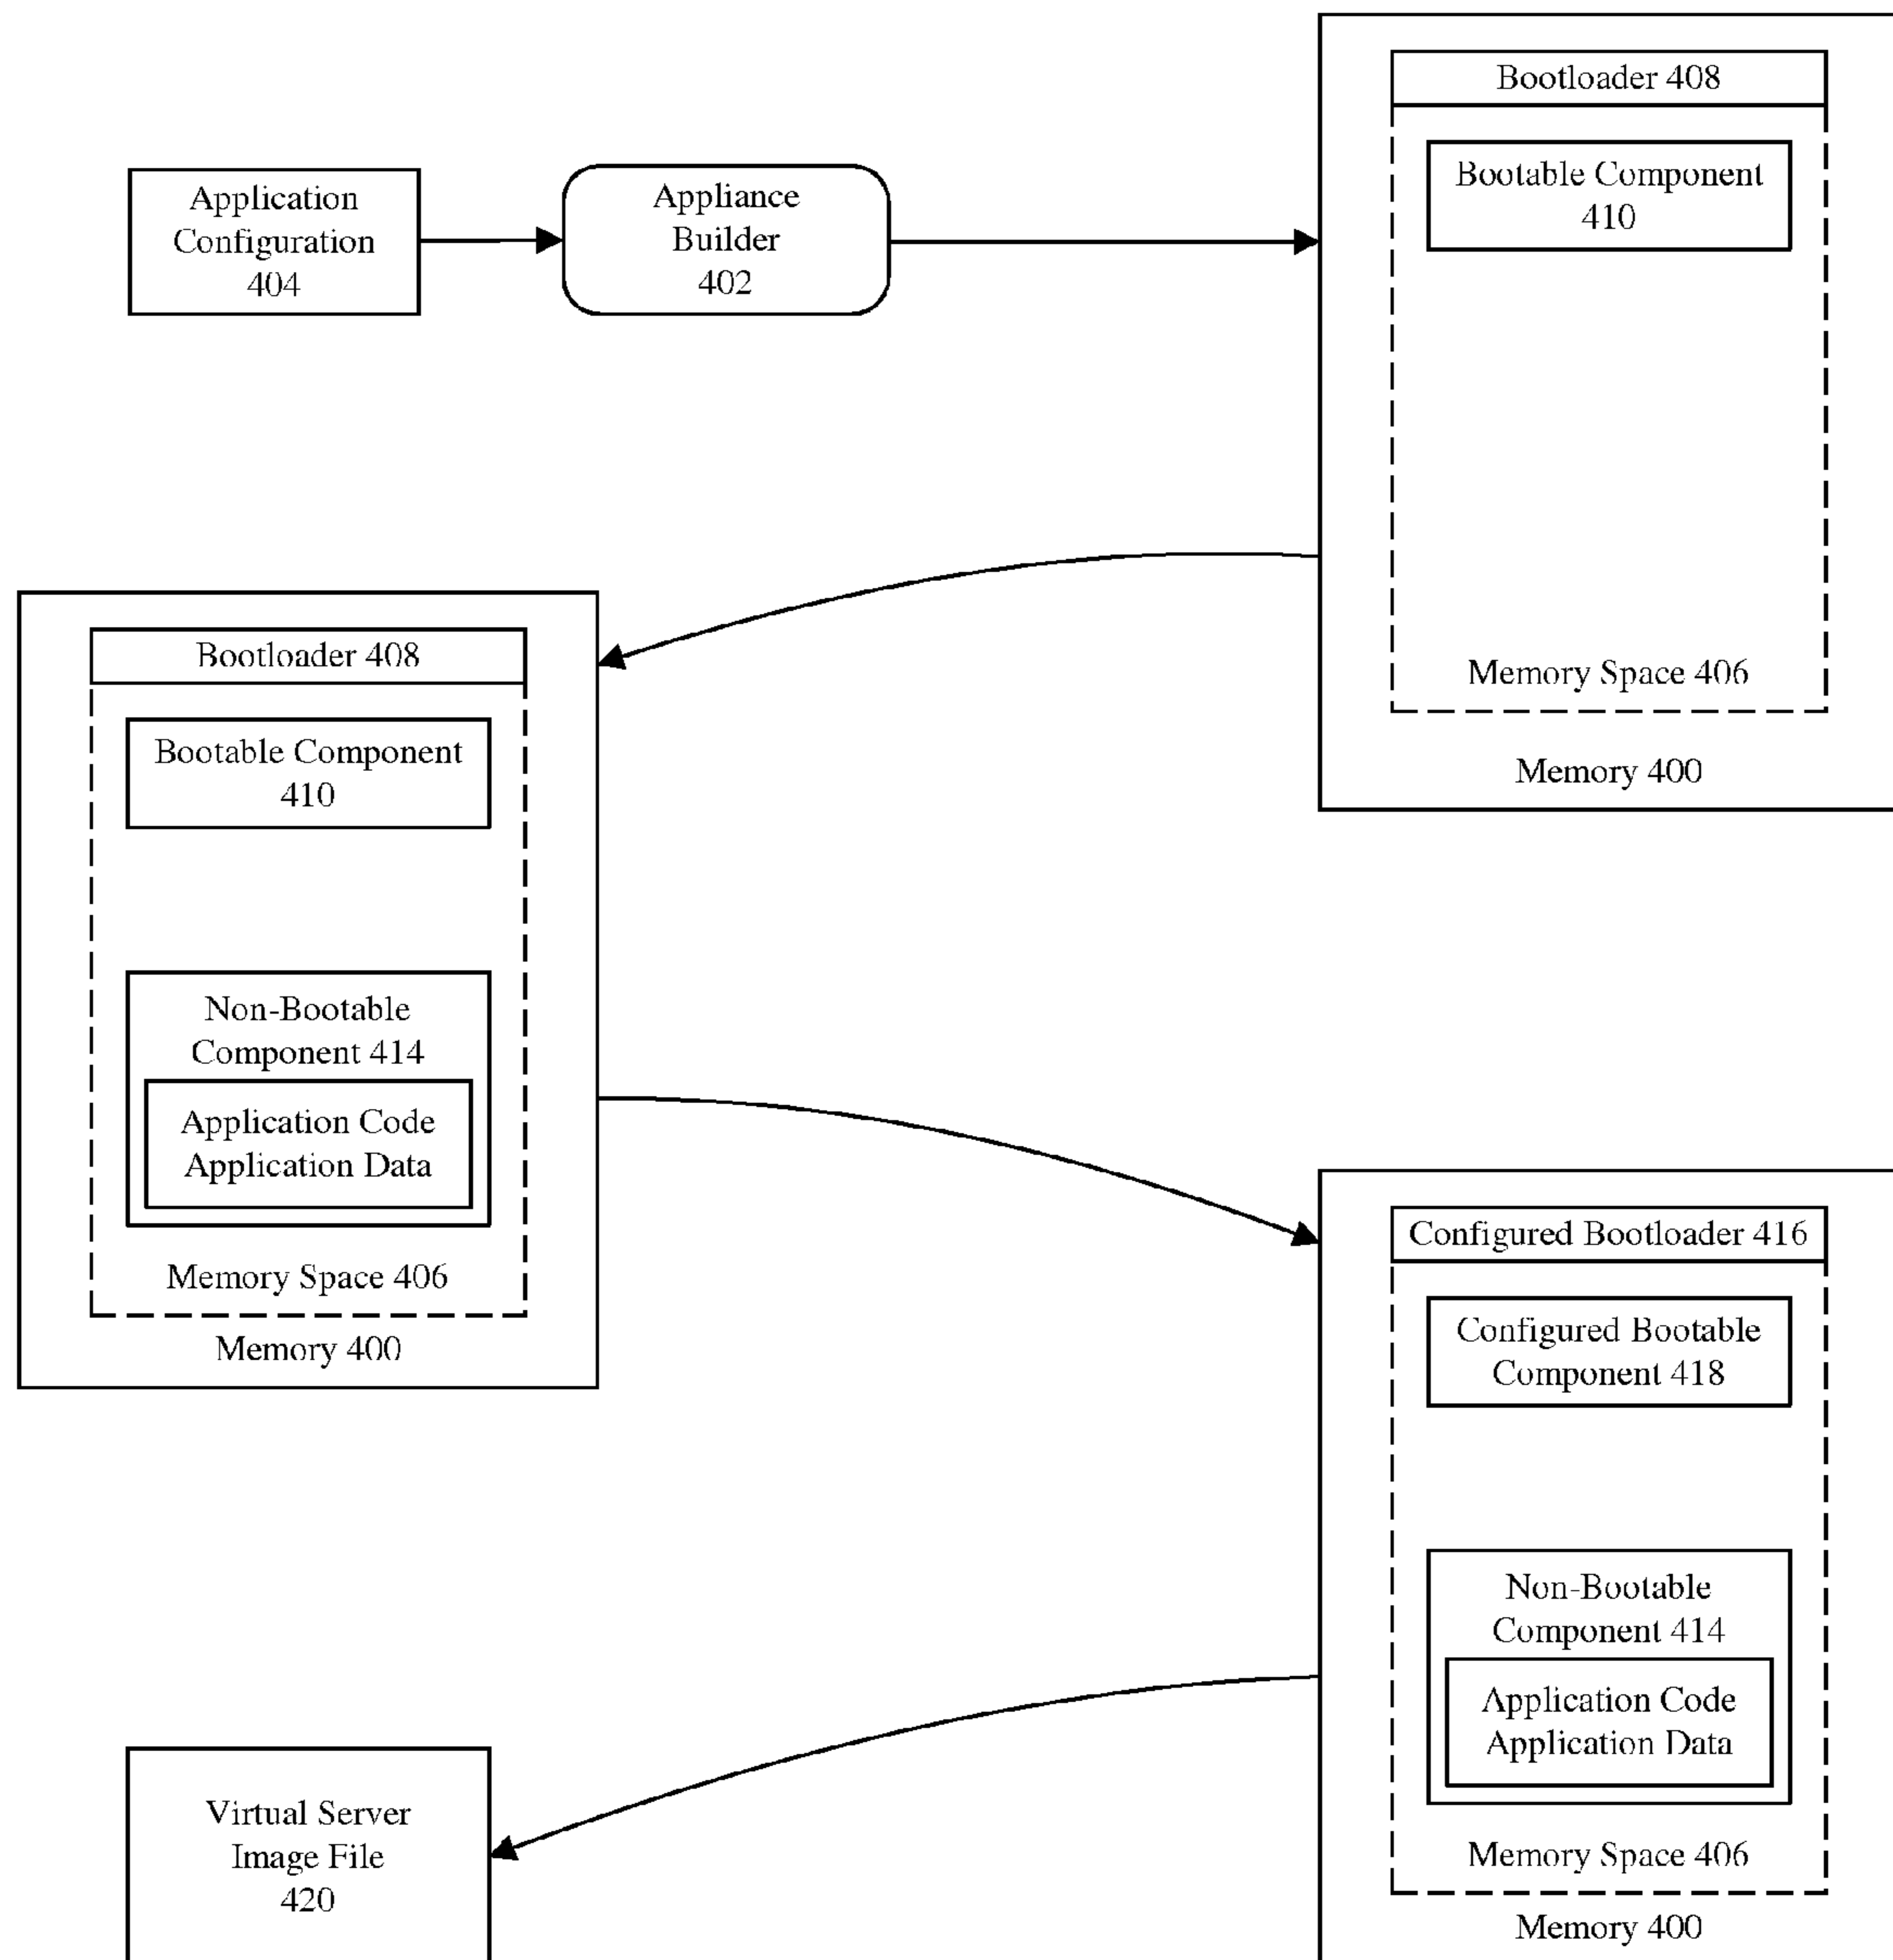 Bootloader 408
Bootable Component
410
Memory Space 406
Memory 400
Application
Configuration
404
Appliance
Builder
402
Bootloader 408
Bootable Component
410
Non-Bootable
Component 414
Application Code
Application Data
Memory Space 406
Memory 400
Configured Bootloader 416
Configured Bootable
Component 418
Non-Bootable
Component 414
Application Code
Application Data
Memory Space 406
Memory 400
Virtual Server
Image File
420